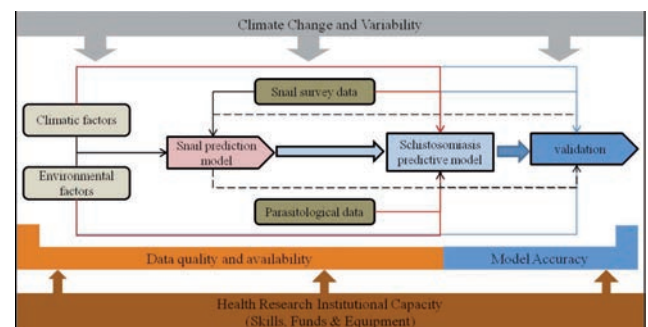 Climate Change and Variability
Snail survey data
Climatic factors
Snail prediction
model
Schistosomiasis
predictive model
validation
Environmental
factors
Parasitological data
Data quality and availability
Model Accuracy
Health Research Institutional Capacity
(Skills, Funds & Equipment)